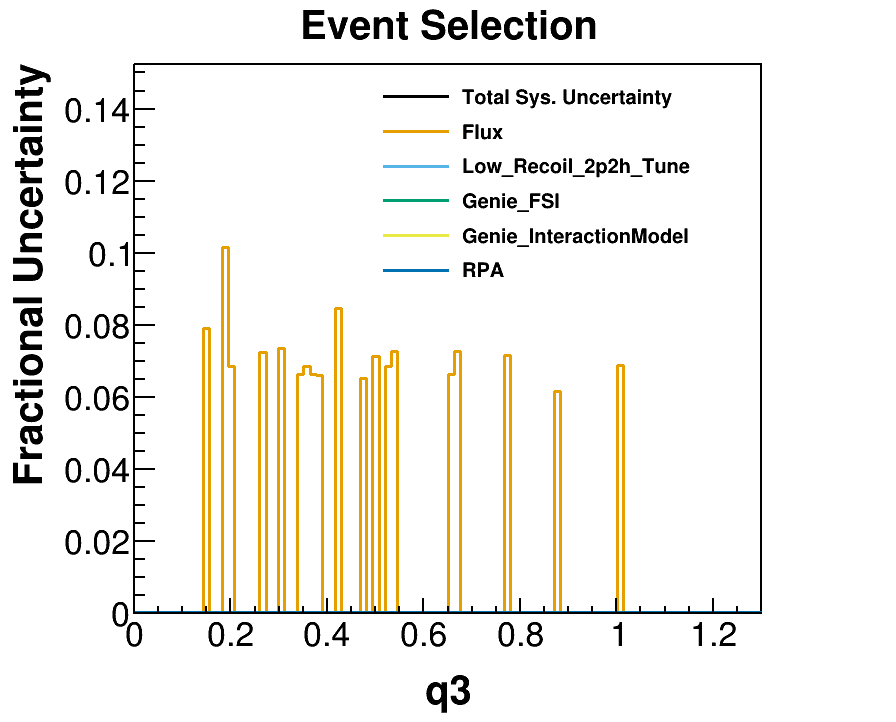 Event Selection
Fractional Uncertainty
0.14
0.12
0.1
0.08
0.06
0.04
0.02
0
Total Sys. Uncertainty
Flux
Low_Recoil_2p2h_Tune
Genie_FSI
Genie_InteractionModel
RPA
0 0.2 0.4 0.6 0.8 1 1.2
q3